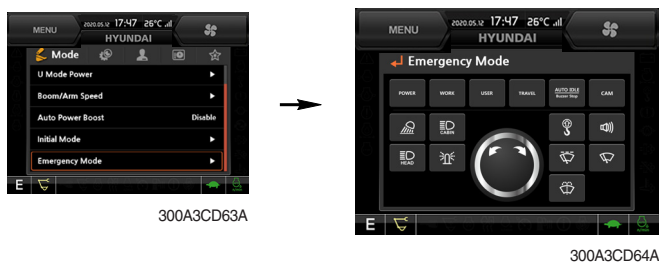 MENU
2020.05.12 17:47 26°C
HYUNDAI
Mode
U Mode Power
Boom/Arm Speed
Auto Power Boost Disable
Initial Mode
Emergency Mode
E
300A3CD63A
MENU
2020.05.12 17:47 26°C
HYUNDAI
Emergency Mode
POWER WORK USER TRAVEL AUTO IDLE CAM
Buzzer Stop
CABIN
HEAD
E
300A3CD64A